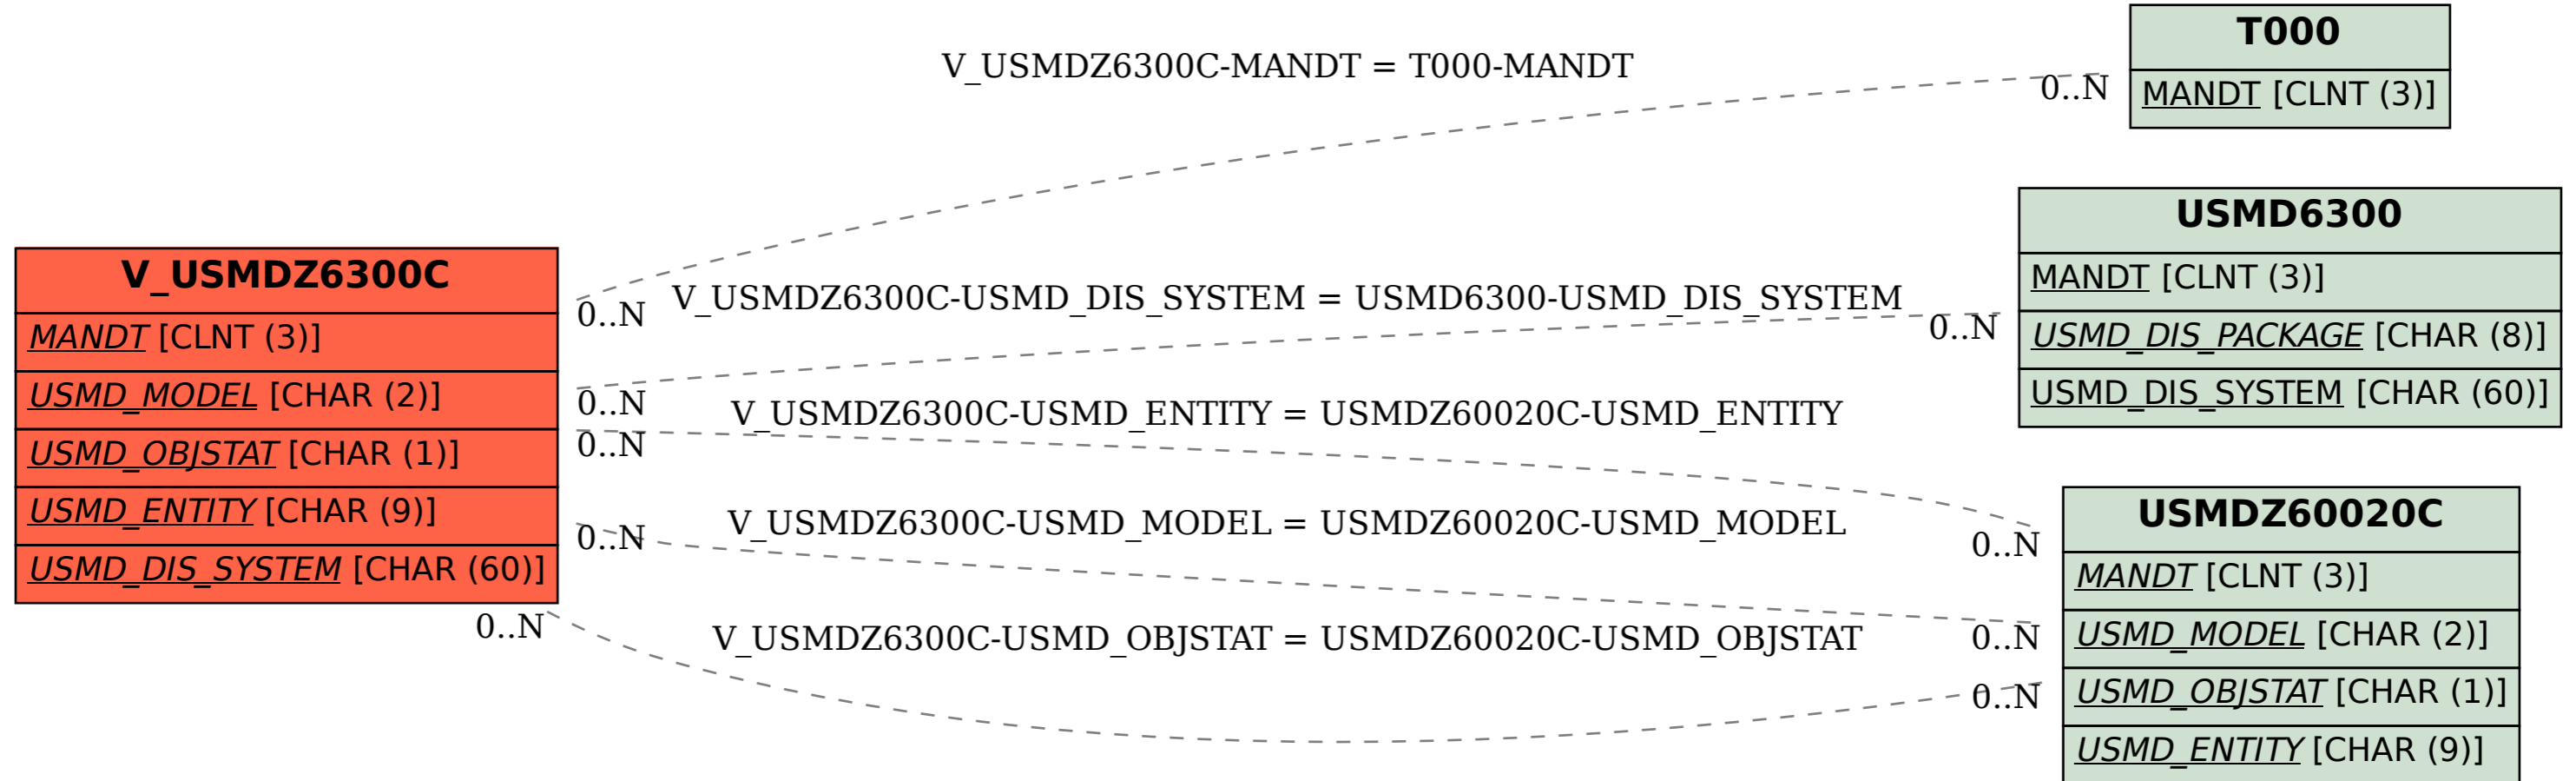 T000
MANDT [CLNT (3)]
V_USMDZ6300C-MANDT = T000-MANDT
0..N
USMD6300
MANDT [CLNT (3)]
USMD_DIS_PACKAGE [CHAR (8)]
USMD_DIS_SYSTEM [CHAR (60)]
V_USMDZ6300C
MANDT [CLNT (3)]
USMD_MODEL [CHAR (2)]
USMD_OBJSTAT [CHAR (1)]
USMD_ENTITY [CHAR (9)]
USMD_DIS_SYSTEM [CHAR (60)]
0..N
V_USMDZ6300C-USMD_DIS_SYSTEM = USMD6300-USMD_DIS_SYSTEM
0..N
0..N
V_USMDZ6300C-USMD_ENTITY = USMDZ60020C-USMD_ENTITY
0..N
0..N
V_USMDZ6300C-USMD_MODEL = USMDZ60020C-USMD_MODEL
0..N
0..N
V_USMDZ6300C-USMD_OBJSTAT = USMDZ60020C-USMD_OBJSTAT
0..N
0..N
USMDZ60020C
MANDT [CLNT (3)]
USMD_MODEL [CHAR (2)]
USMD_OBJSTAT [CHAR (1)]
USMD_ENTITY [CHAR (9)]